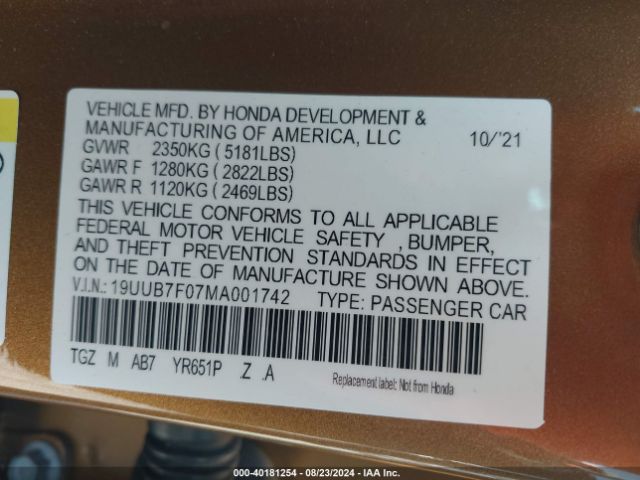 VEHICLE MFD. BY HONDA DEVELOPMENT &
MANUFACTURING OF AMERICA, LLC 10/'21
GVWR 2350KG ( 5181LBS)
GAWR F 1280KG ( 2822LBS)
GAWR R 1120KG ( 2469LBS)
THIS VEHICLE CONFORMS TO ALL APPLICABLE
FEDERAL MOTOR VEHICLE SAFETY , BUMPER,
AND THEFT PREVENTION STANDARDS IN EFFECT
ON THE DATE OF MANUFACTURE SHOWN ABOVE.
V.I.N.: 19UUB7F07MA001742 TYPE: PASSENGER CAR
TGZ M AB7 YR651P Z .A
Replacement label: Not from Honda
000-40181254 - 08/23/2024 - IAA Inc.